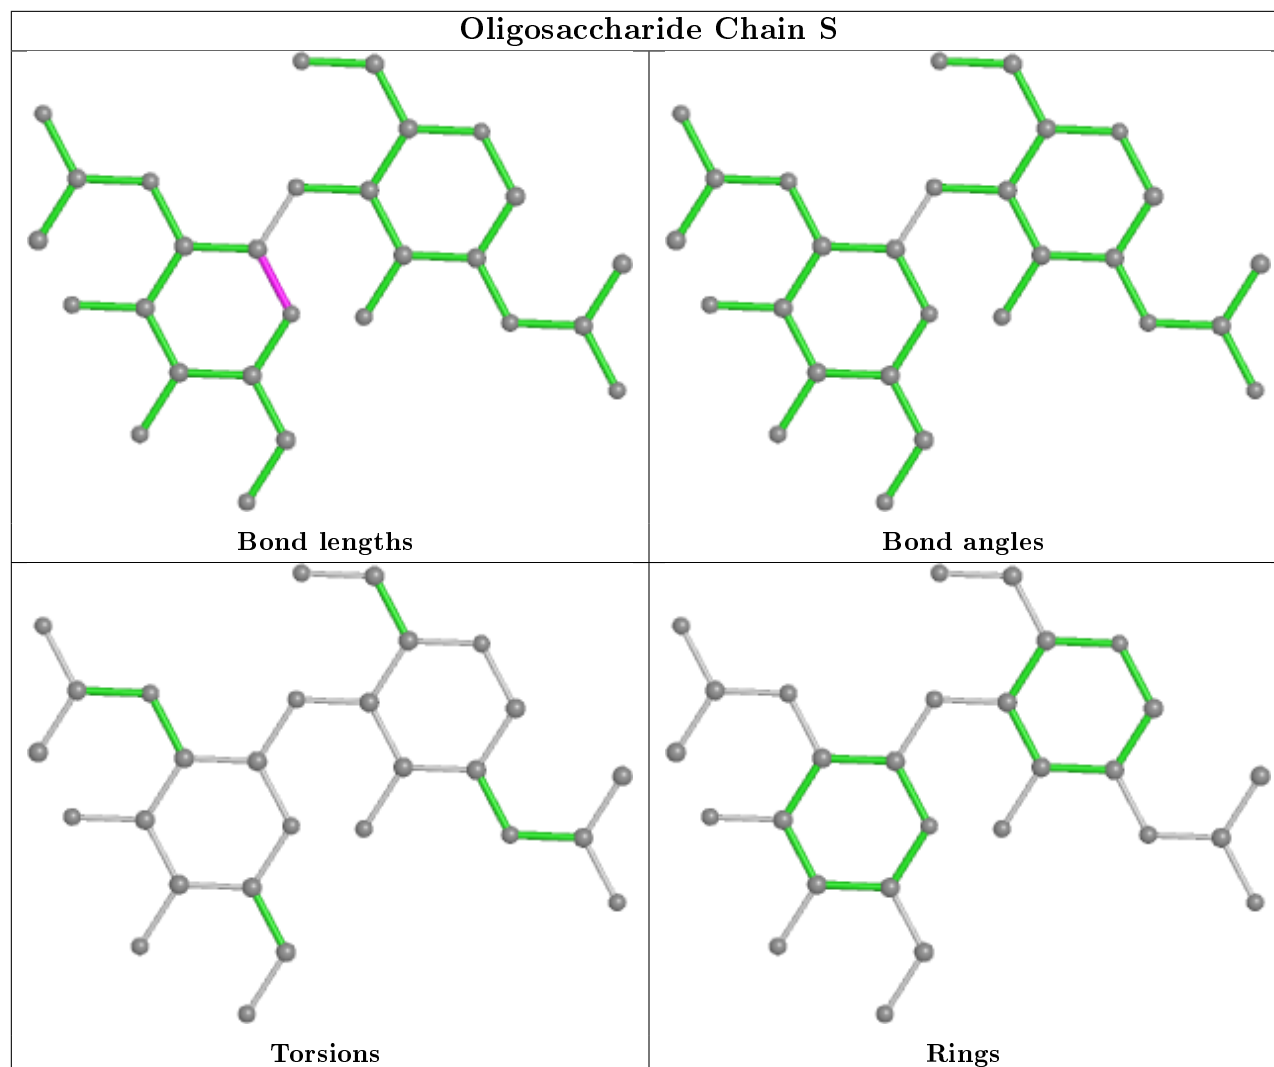 Oligosaccharide Chain S
Bond lengths
Bond angles
Torsions
Rings